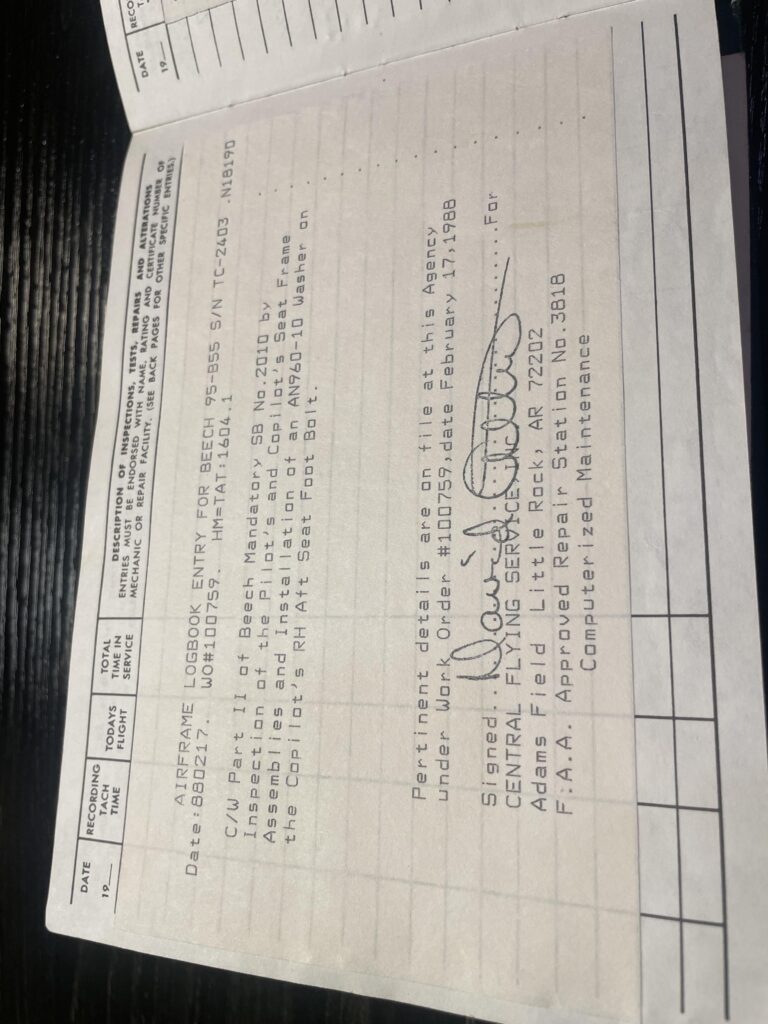 DATE
RECO
TA
19
DATE
19
RECORDING
TACH
TIME
TODAYS
FLIGHT
TOTAL
TIME IN
SERVICE
DESCRIPTION OF INSPECTIONS, TESTS, REPAIRS AND ALTERATIONS
ENTRIES MUST BE ENDORSED WITH NAME, RATING AND CERTIFICATE NUMBER OF
MECHANIC OR REPAIR FACILITY. (SEE BACK PAGES FOR OTHER SPECIFIC ENTRIES.)
AIRFRAME LOGBOOK ENTRY FOR BEECH 95-B55 S/N TC-2403 .N18190
Date:880217. WO#100759. HM=TAT:1604.1
C/W Part II of Beech Mandatory SB No.2010 by
Inspection of the Pilot's and Copilot's Seat Frame
Assemblies and Installation of an AN960-10 Washer on
the Copilot's RH Aft Seat Foot Bolt.
Pertinent details are on file at this Agency
under Work Order #100759,date February 17,1988
Signed.. David ........For
CENTRAL FLYING SERVICE, INC.
Adams Field Little Rock, AR 72202
F.A.A. Approved Repair Station No.3818
Computerized Maintenance